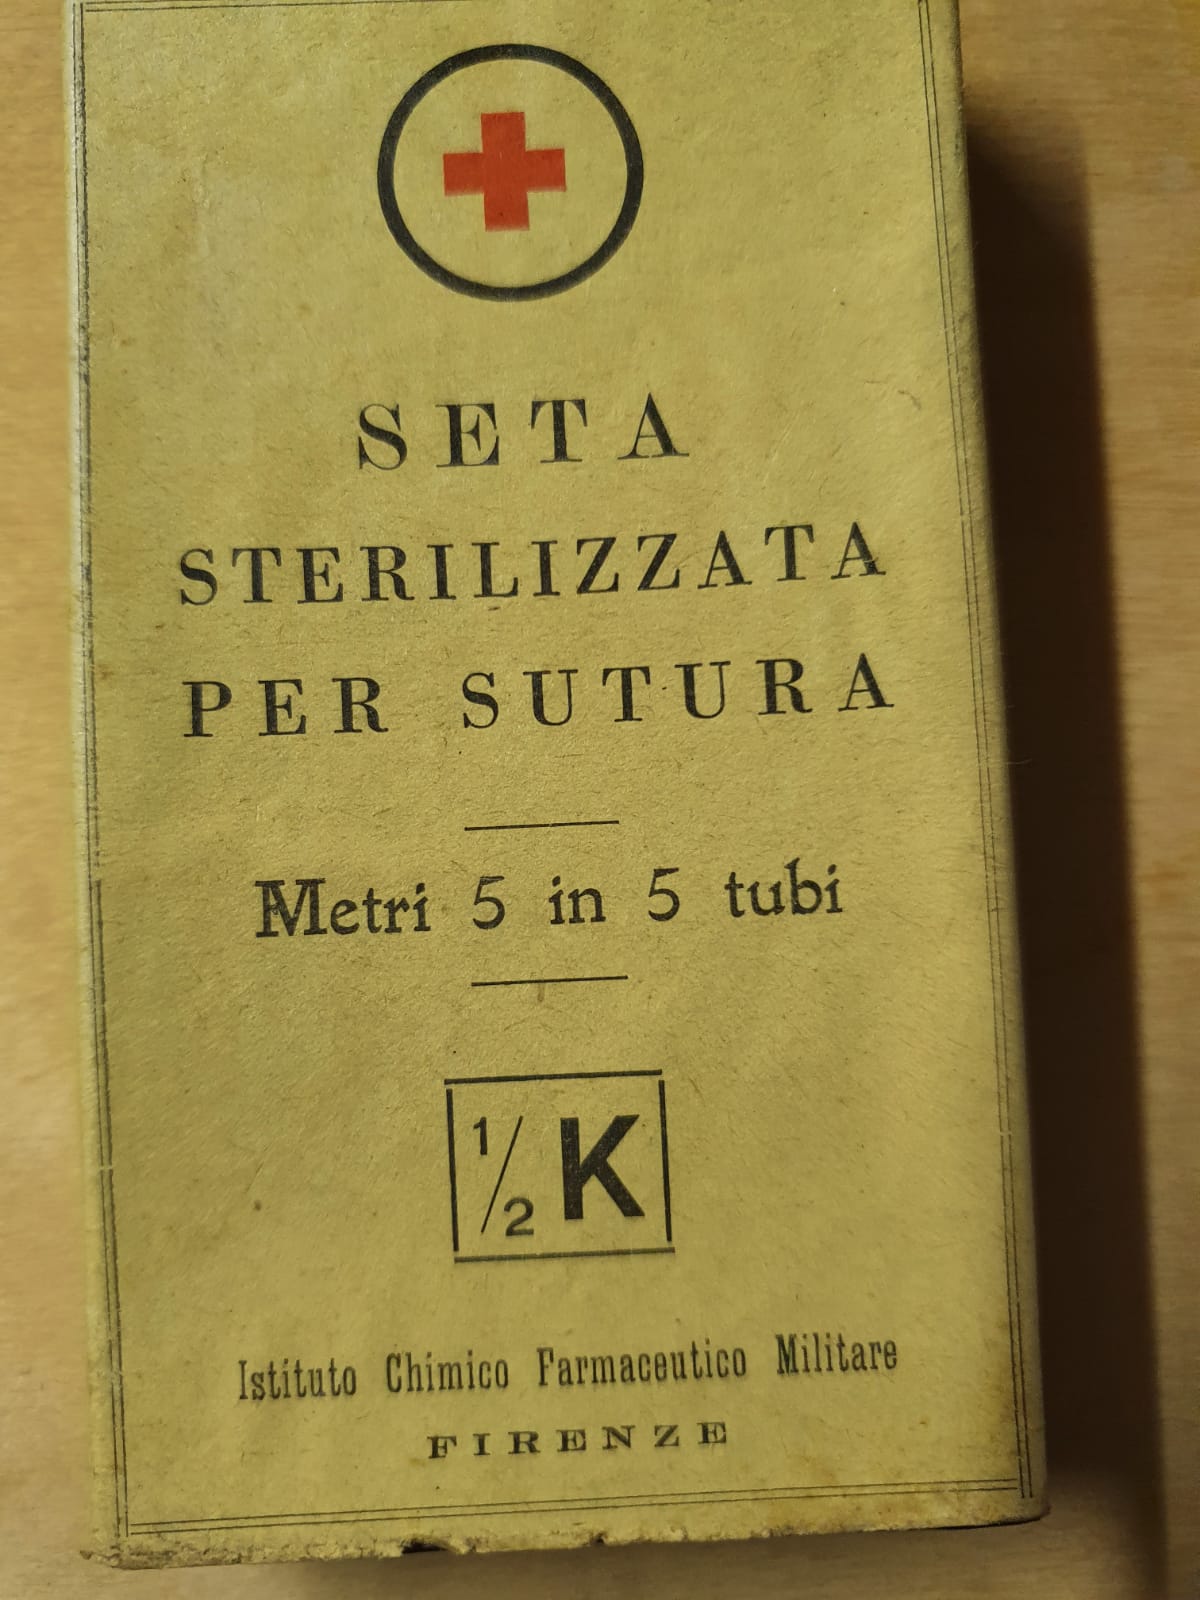 SETA
STERILIZZATA
PER SUTURA
Metri 5 in 5 tubi
1/2 K
Istituto Chimico Farmaceutico Militare
FIRENZE